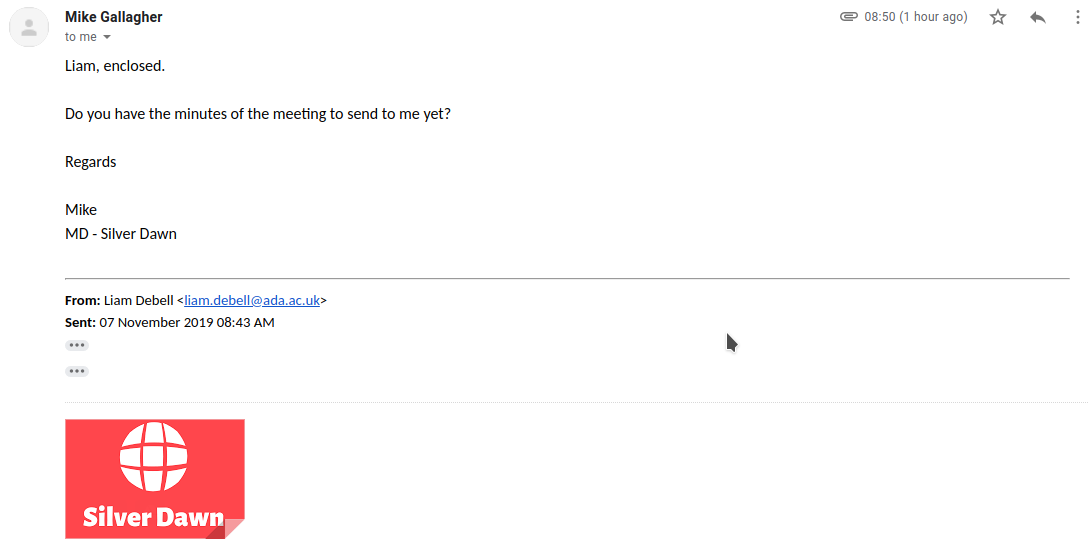 Mike Gallagher
08:50 (1 hour ago)
to me
Liam, enclosed.
Do you have the minutes of the meeting to send to me yet?
Regards
Mike
MD - Silver Dawn
From: Liam Debell <liam.debell@ada.ac.uk>
Sent: 07 November 2019 08:43 AM
Silver Dawn